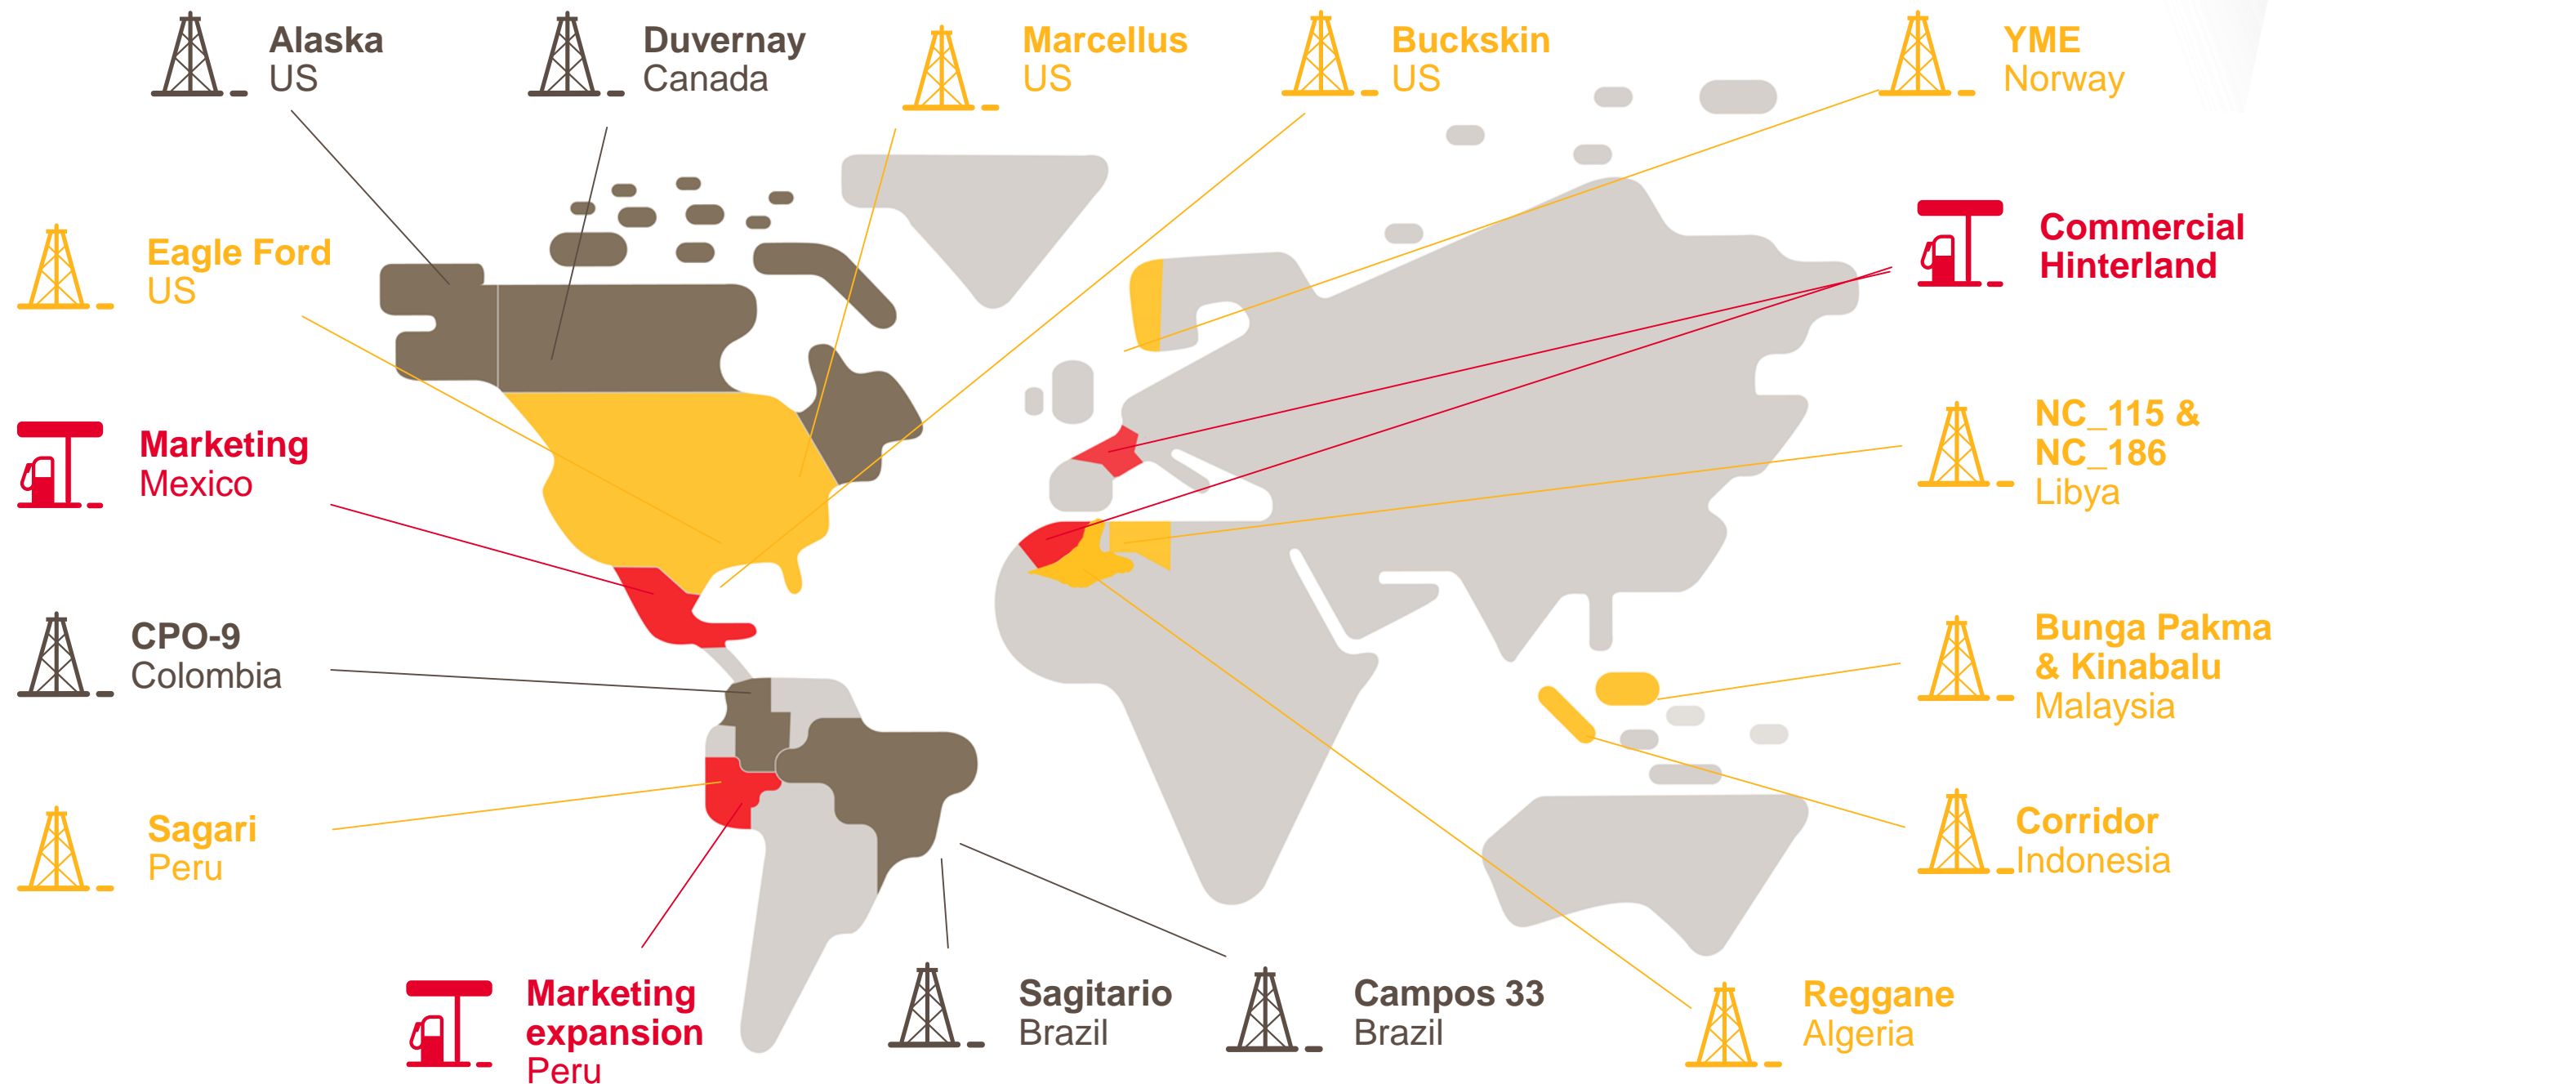 Alaska
US
Duvernay
Canada
Marcellus
US
Buckskin
US
YME
Norway
Eagle Ford
US
Commercial
Hinterland
Marketing
Mexico
NC_115 &
NC_186
Libya
CPO-9
Colombia
Bunga Pakma
& Kinabalu
Malaysia
Sagari
Peru
Corridor
Indonesia
Marketing
expansion
Peru
Sagitario
Brazil
Campos 33
Brazil
Reggane
Algeria